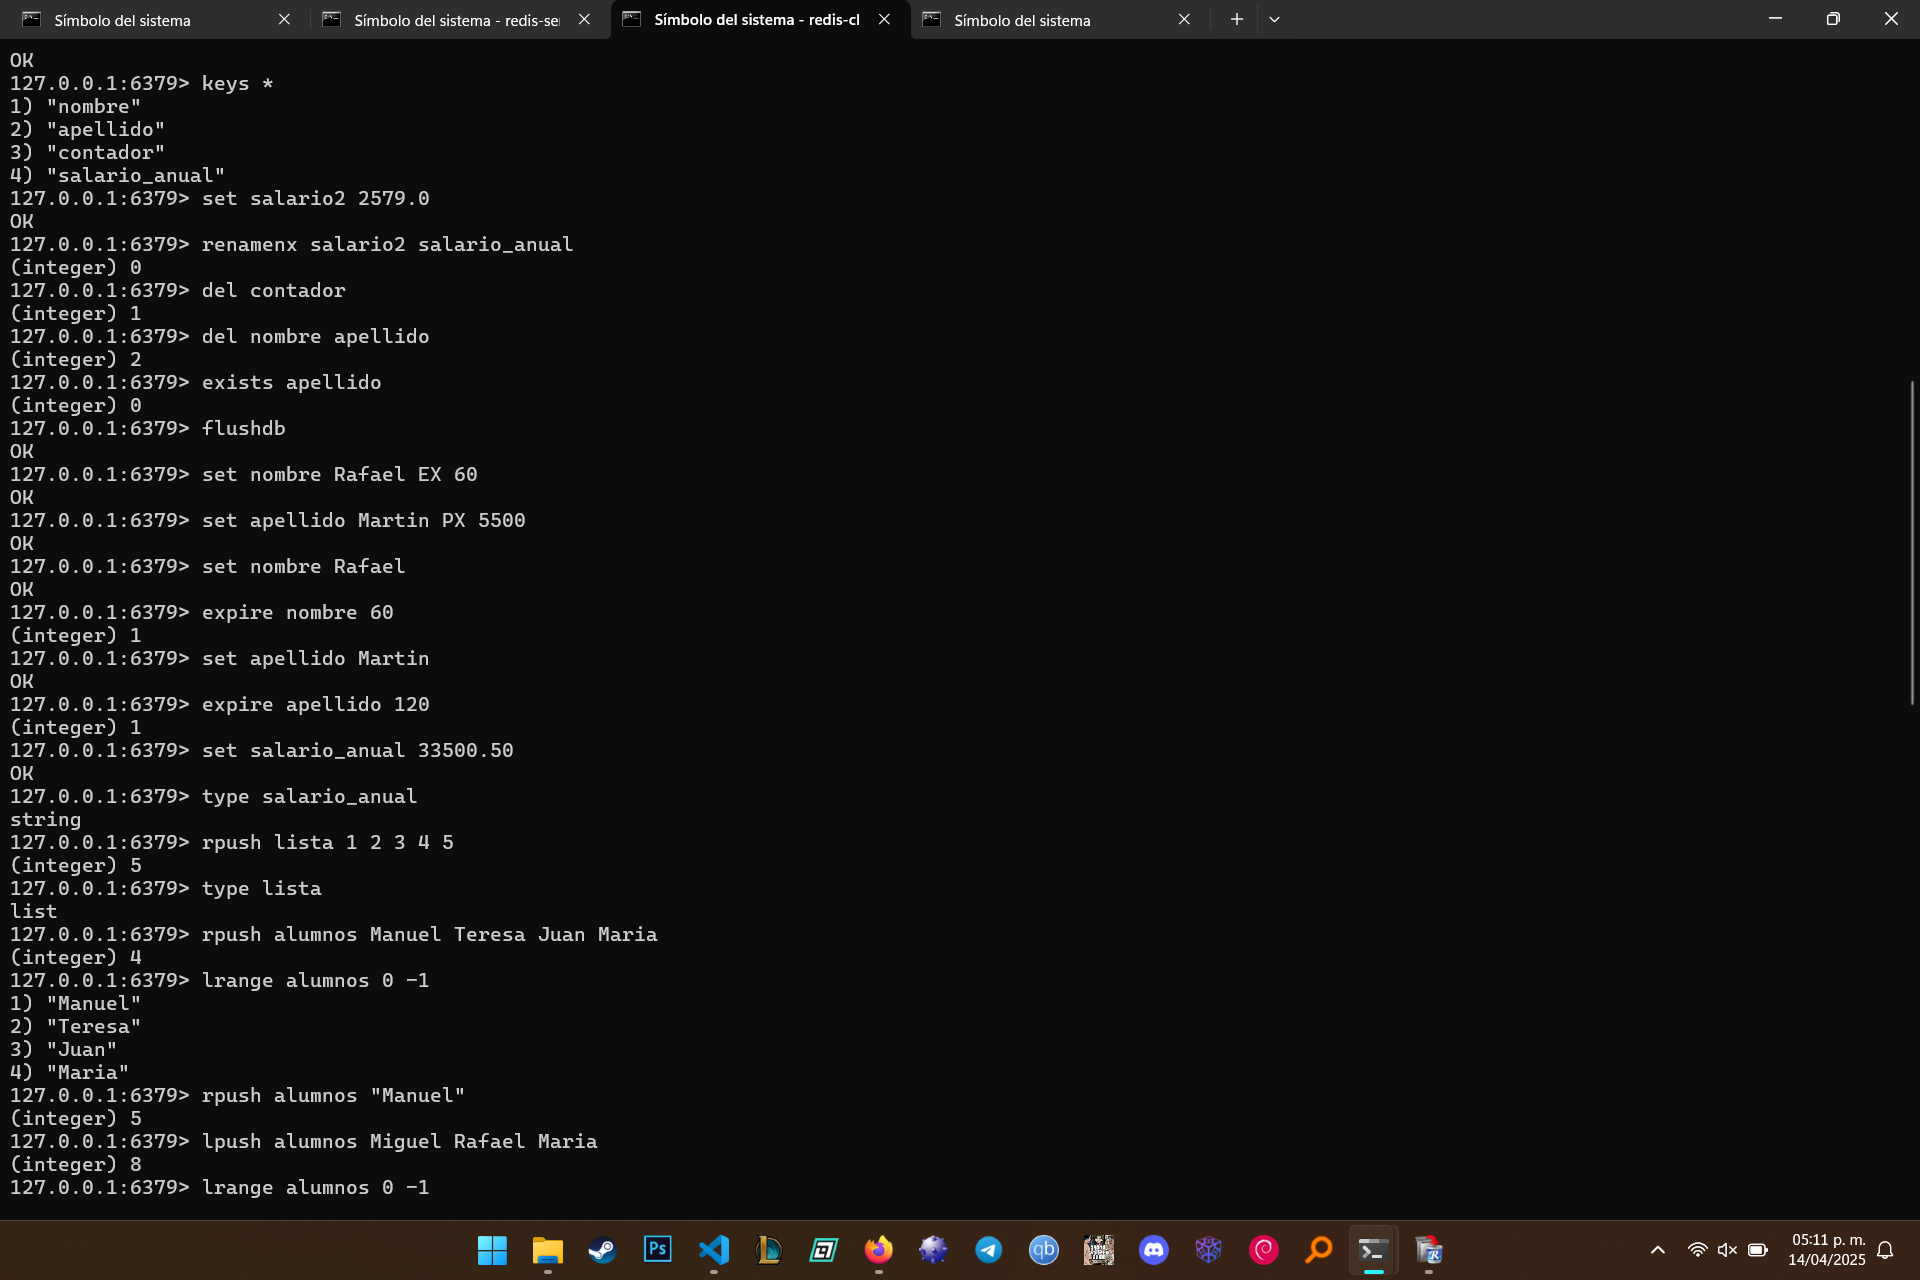 Símbolo del sistema
Símbolo del sistema - redis-se
Símbolo del sistema - redis-cl
Símbolo del sistema
OK
127.0.0.1:6379> keys *
1) "nombre"
2) "apellido"
3) "contador"
4) "salario_anual"
127.0.0.1:6379> set salario2 2579.0
OK
127.0.0.1:6379> renamenx salario2 salario_anual
(integer) 0
127.0.0.1:6379> del contador
(integer) 1
127.0.0.1:6379> del nombre apellido
(integer) 2
127.0.0.1:6379> exists apellido
(integer) 0
127.0.0.1:6379> flushdb
OK
127.0.0.1:6379> set nombre Rafael EX 60
OK
127.0.0.1:6379> set apellido Martin PX 5500
OK
127.0.0.1:6379> set nombre Rafael
OK
127.0.0.1:6379> expire nombre 60
(integer) 1
127.0.0.1:6379> set apellido Martin
OK
127.0.0.1:6379> expire apellido 120
(integer) 1
127.0.0.1:6379> set salario_anual 33500.50
OK
127.0.0.1:6379> type salario_anual
string
127.0.0.1:6379> rpush lista 1 2 3 4 5
(integer) 5
127.0.0.1:6379> type lista
list
127.0.0.1:6379> rpush alumnos Manuel Teresa Juan Maria
(integer) 4
127.0.0.1:6379> lrange alumnos 0 -1
1) "Manuel"
2) "Teresa"
3) "Juan"
4) "Maria"
127.0.0.1:6379> rpush alumnos "Manuel"
(integer) 5
127.0.0.1:6379> lpush alumnos Miguel Rafael Maria
(integer) 8
127.0.0.1:6379> lrange alumnos 0 -1
Ps
qb
R
05:11 p. m.
14/04/2025